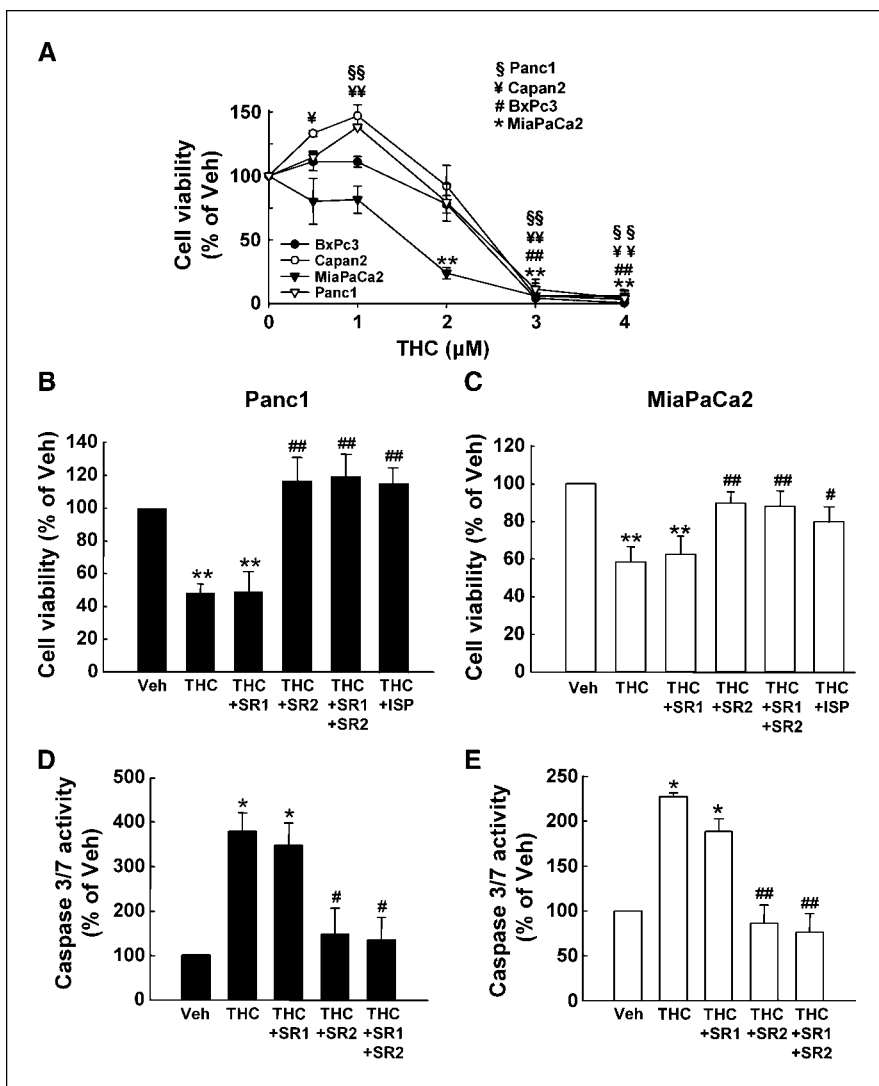 A
§ Panc1
¥ Capan2
# BxPc3
* MiaPaCa2
§§
¥¥
¥
**
§§
¥¥
##
**
§ §
¥ ¥
##
**
Cell viability
(% of Veh)
150
100
50
0
BxPc3
Capan2
MiaPaCa2
Panc1
0 1 2 3 4
THC (µM)
B
Panc1
Cell viability (% of Veh)
140
120
100
80
60
40
20
0
** ** ## ## ##
Veh THC THC THC THC THC
+SR1 +SR2 +SR1 +ISP
+SR2
C
MiaPaCa2
Cell viability (% of Veh)
120
100
80
60
40
20
0
** ** ## ## #
Veh THC THC THC THC THC
+SR1 +SR2 +SR1 +ISP
+SR2
D
Caspase 3/7 activity
(% of Veh)
500
400
300
200
100
0
* * # #
Veh THC THC THC THC
+SR1 +SR2 +SR1
+SR2
E
Caspase 3/7 activity
(% of Veh)
250
200
150
100
50
0
* * ## ##
Veh THC THC THC THC
+SR1 +SR2 +SR1
+SR2